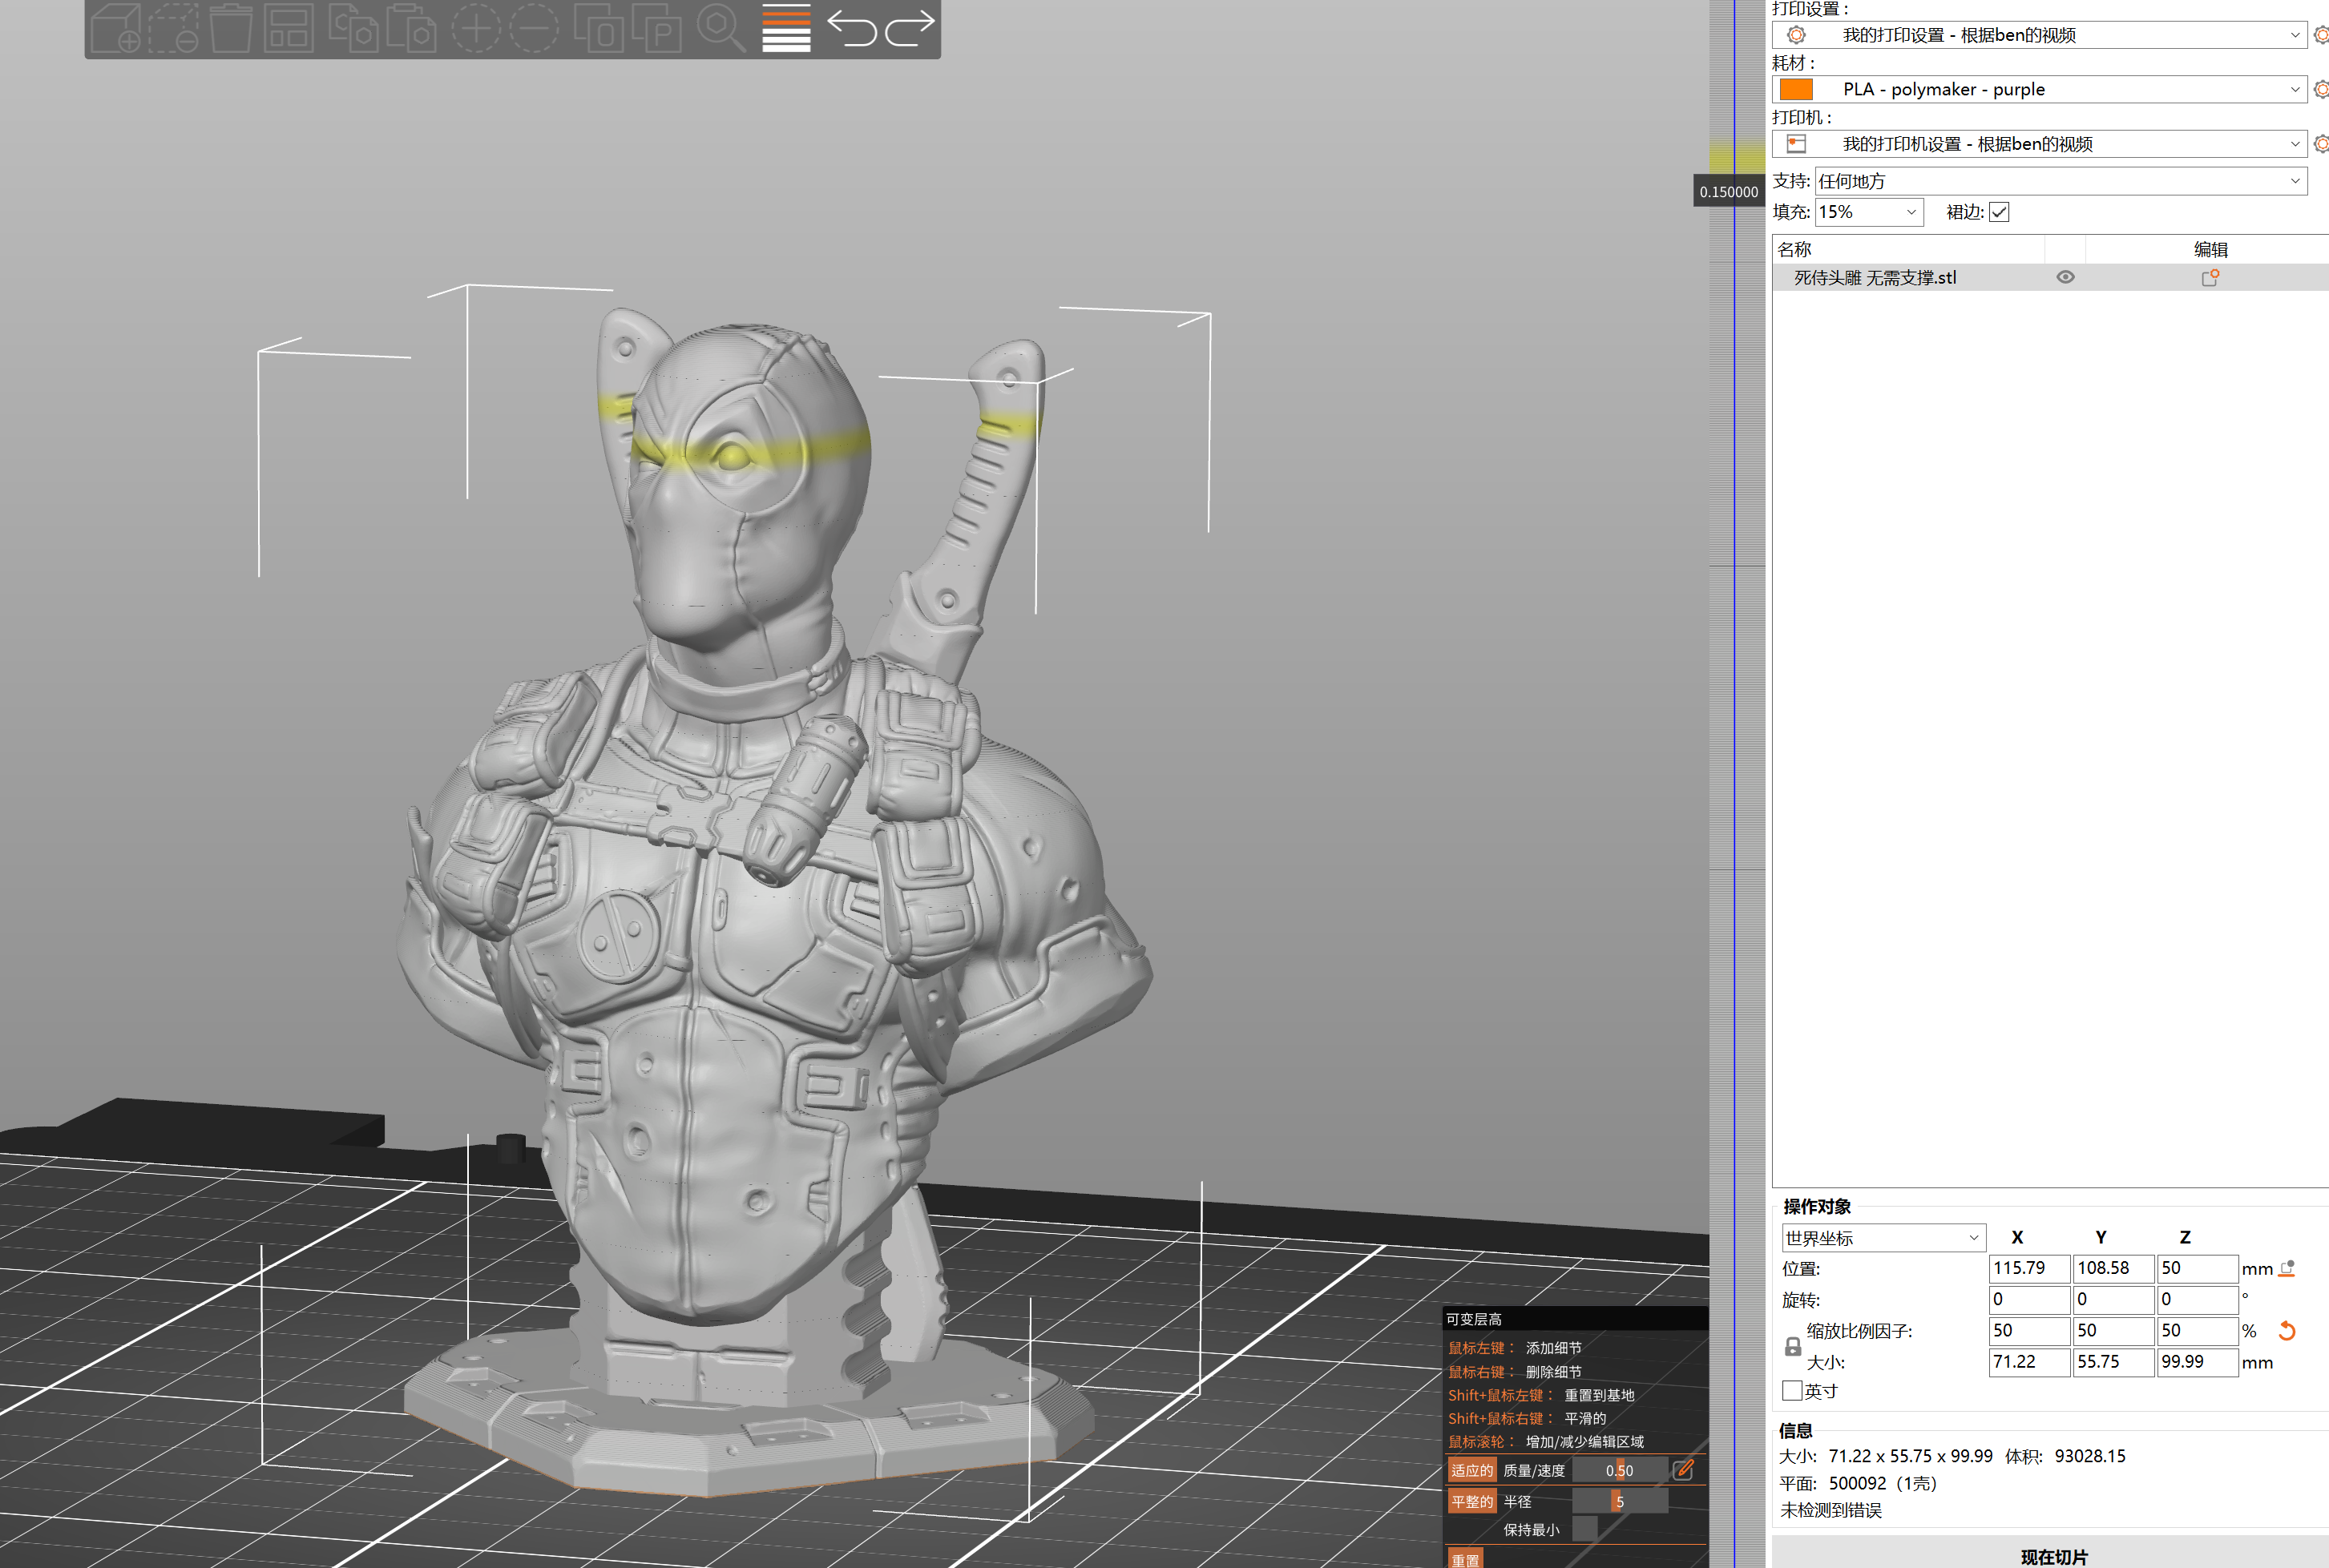 打印设置：
我的打印设置 - 根据ben的视频
耗材：
PLA - polymaker - purple
打印机：
我的打印机设置 - 根据ben的视频
0.150000
支持: 任何地方
填充: 15% 裙边:
名称 编辑
死侍头雕 无需支撑.stl
操作对象
世界坐标 X Y Z
位置: 115.79 108.58 50 mm
旋转: 0 0 0 °
缩放比例因子: 50 50 50 %
大小: 71.22 55.75 99.99 mm
英寸
信息
大小: 71.22 x 55.75 x 99.99 体积: 93028.15
平面: 500092（1壳）
未检测到错误
现在切片
可变层高
鼠标左键： 添加细节
鼠标右键： 删除细节
Shift+鼠标左键： 重置到基地
Shift+鼠标右键： 平滑的
鼠标滚轮： 增加/减少编辑区域
适应的 质量/速度 0.50
平整的 半径 5
保持最小
重置